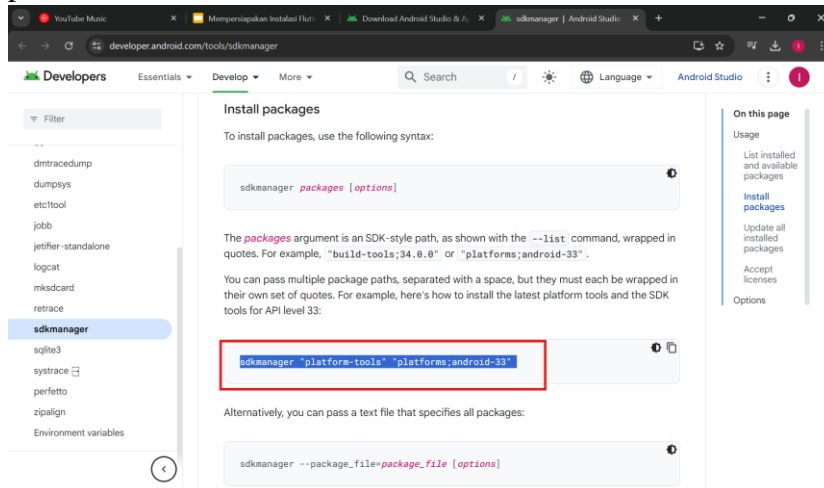 YouTube Music
Mempersiapkan Instalasi Flutt
Download Android Studio & Ap
sdkmanager | Android Studio
developer.android.com/tools/sdkmanager
Developers
Essentials
Develop
More
Search
/
Language
Android Studio
I
Filter
dmtracedump
dumpsys
etc1tool
jobb
jetifier-standalone
logcat
mksdcard
retrace
sdkmanager
sqlite3
systrace
perfetto
zipalign
Environment variables
Install packages
To install packages, use the following syntax:
sdkmanager packages [options]
The packages argument is an SDK-style path, as shown with the --list command, wrapped in
quotes. For example, "build-tools;34.0.0" or "platforms;android-33".
You can pass multiple package paths, separated with a space, but they must each be wrapped in
their own set of quotes. For example, here's how to install the latest platform tools and the SDK
tools for API level 33:
sdkmanager "platform-tools" "platforms;android-33"
Alternatively, you can pass a text file that specifies all packages:
sdkmanager --package_file=package_file [options]
On this page
Usage
List installed
and available
packages
Install
packages
Update all
installed
packages
Accept
licenses
Options